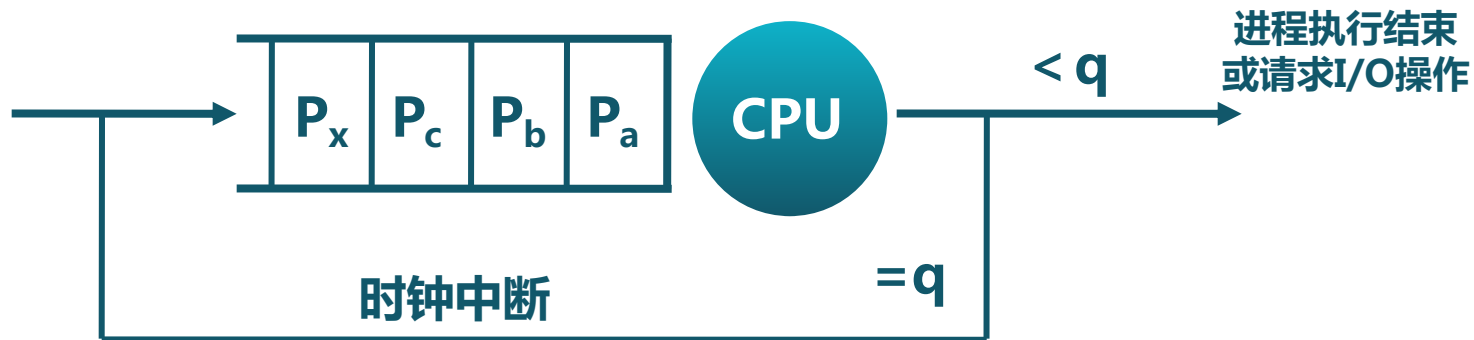 进程执行结束
或请求I/O操作
< q
Px Pc Pb Pa CPU
=q
时钟中断